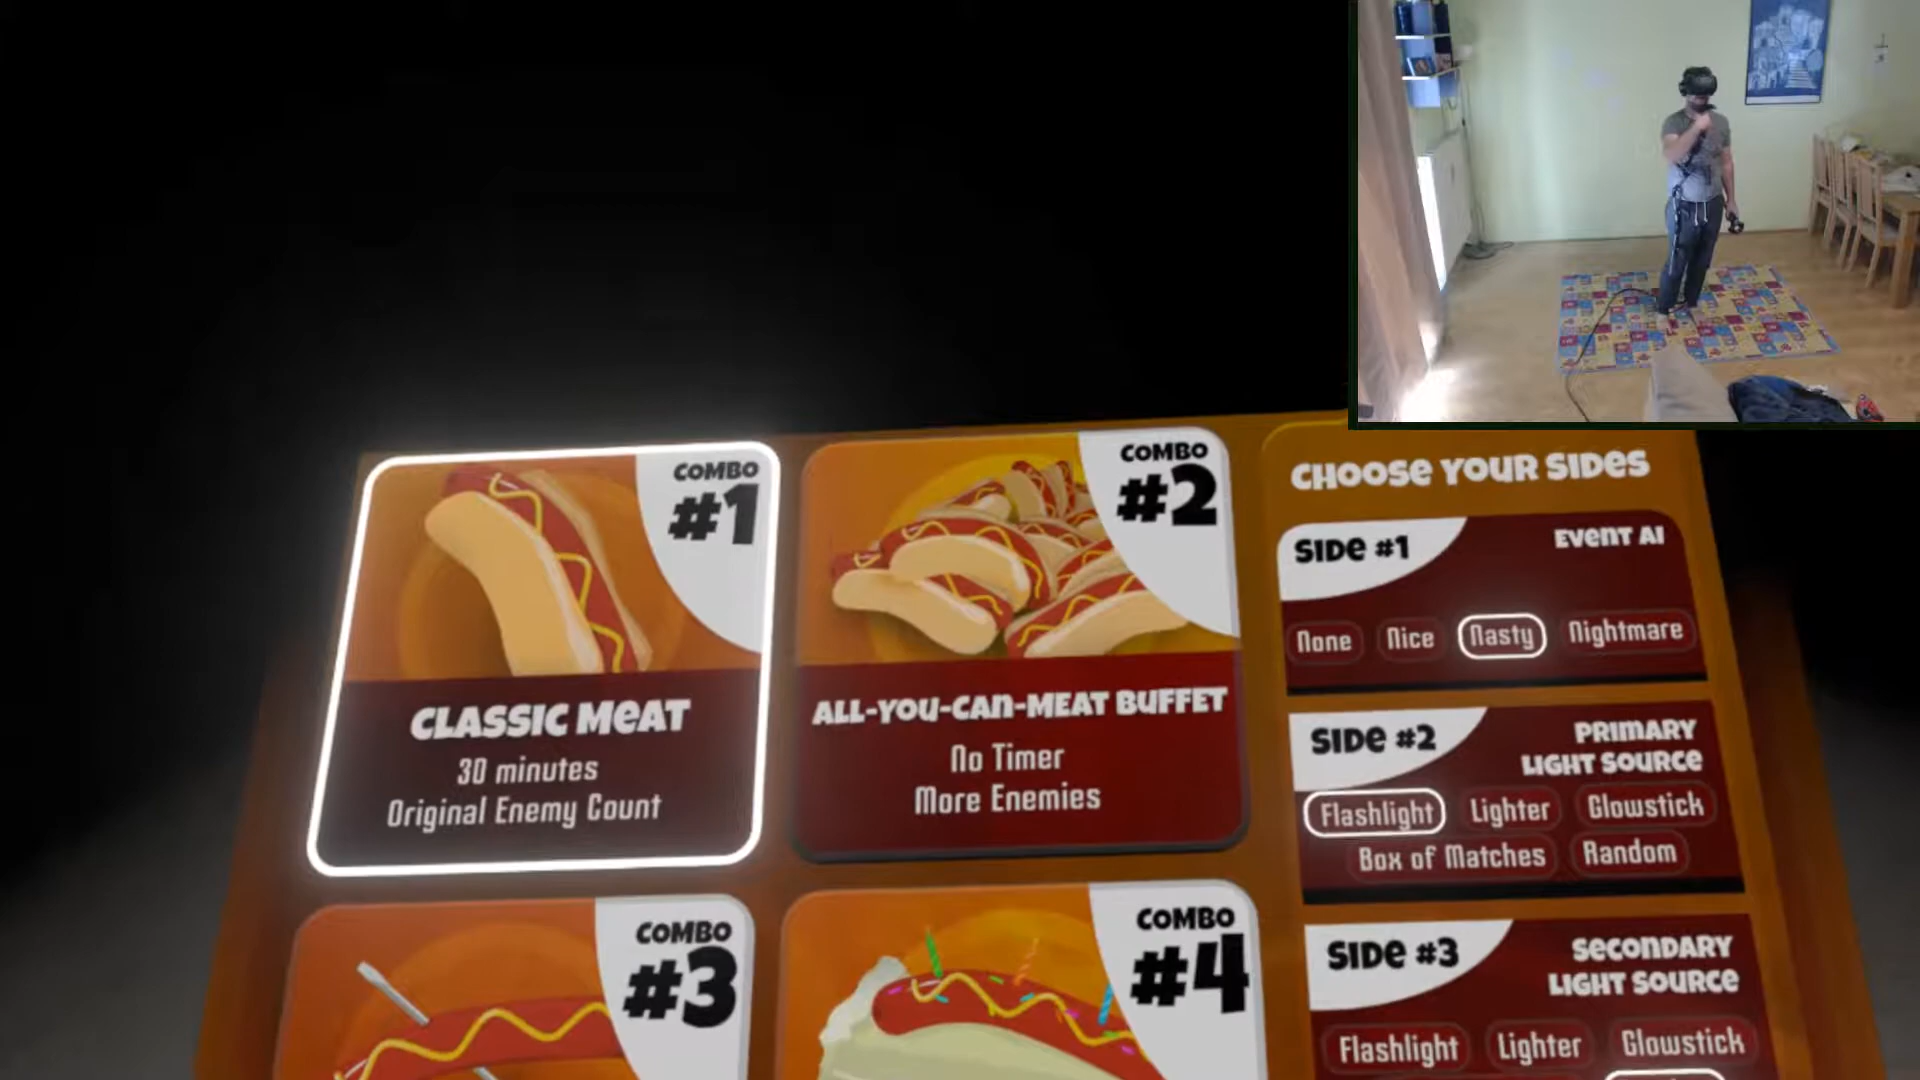 COMBO
#1
CLASSIC MEAT
30 minutes
Original Enemy Count
COMBO
#2
ALL-YOU-CAN-MEAT BUFFET
No Timer
More Enemies
COMBO
#3
COMBO
#4
CHOOSE YOUR SIDES
SIDE #1
EVENT AI
None Nice Nasty Nightmare
SIDE #2
PRIMARY
LIGHT SOURCE
Flashlight Lighter Glowstick
Box of Matches Random
SIDE #3
SECONDARY
LIGHT SOURCE
Flashlight Lighter Glowstick